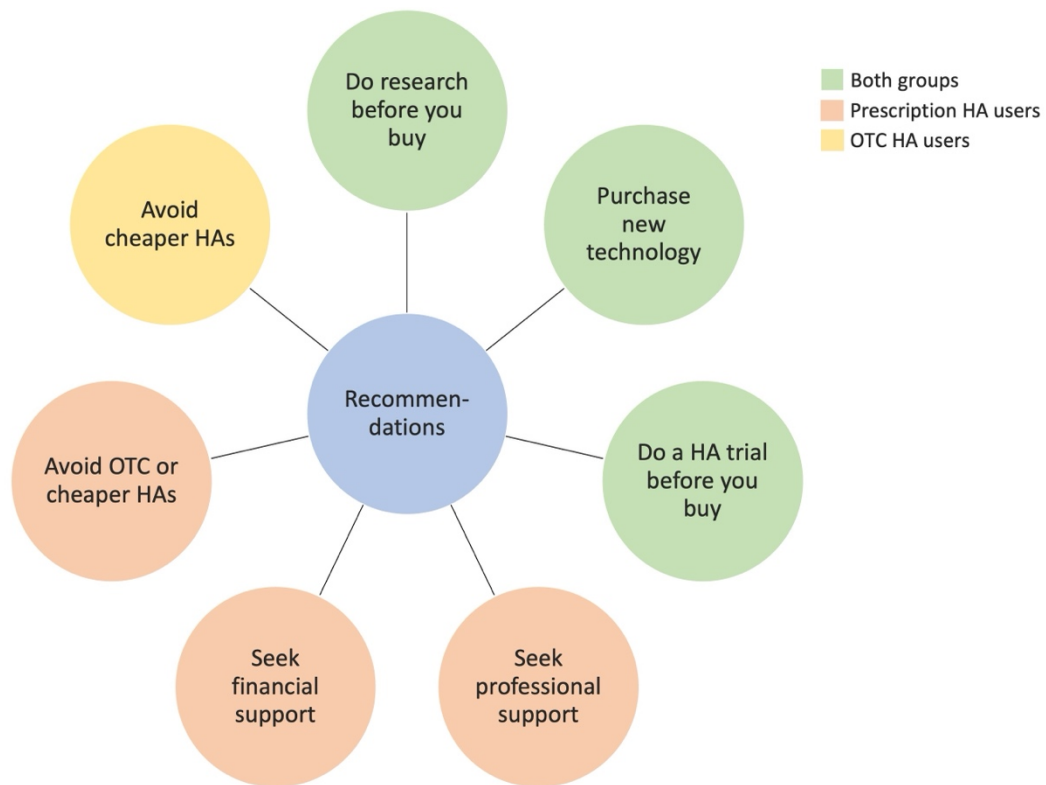 Do research
before you
buy
Purchase
new
technology
Do a HA trial
before you
buy
Seek
professional
support
Seek
financial
support
Avoid OTC or
cheaper HAs
Avoid
cheaper HAs
Recommen-
dations
Both groups
Prescription HA users
OTC HA users